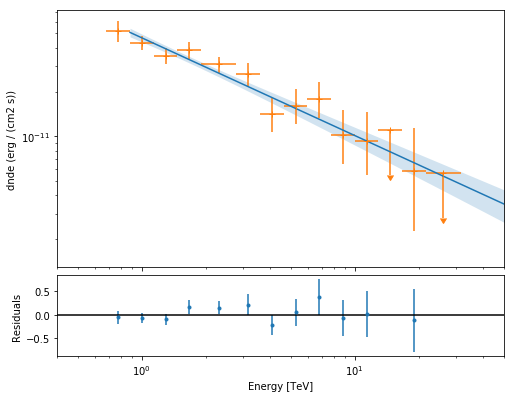 dnde (erg / (cm2 s))
10⁻¹¹
Residuals
0.5
0.0
−0.5
10⁰
10¹
Energy [TeV]